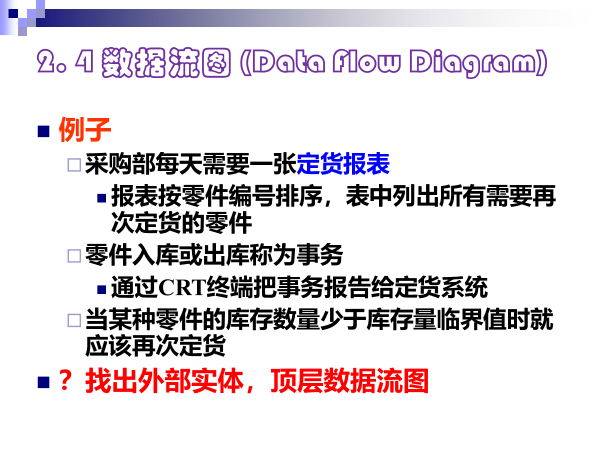 2.4 数据流图 (Data Flow Diagram)
例子
采购部每天需要一张定货报表
报表按零件编号排序，表中列出所有需要再
次定货的零件
零件入库或出库称为事务
通过CRT终端把事务报告给定货系统
当某种零件的库存数量少于库存量临界值时就
应该再次定货
？找出外部实体，顶层数据流图